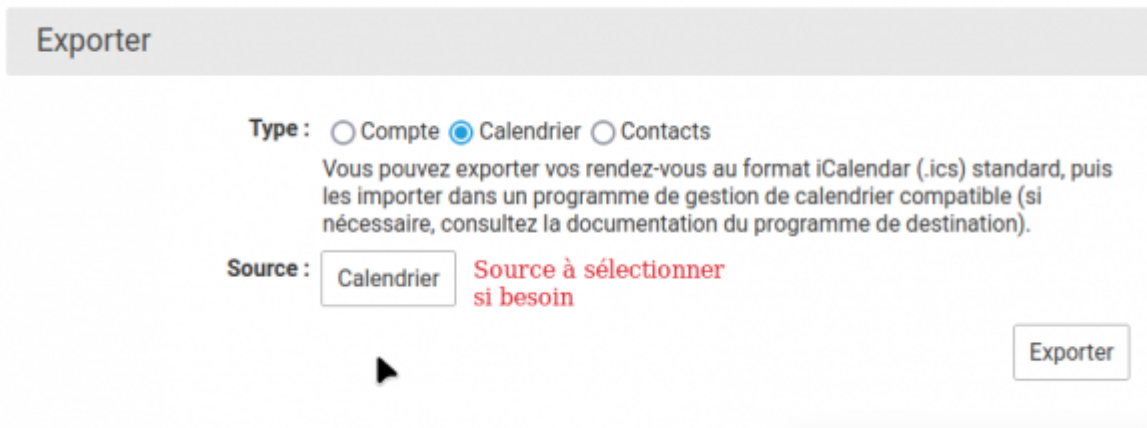 Exporter
Type : Compte Calendrier Contacts
Vous pouvez exporter vos rendez-vous au format iCalendar (.ics) standard, puis
les importer dans un programme de gestion de calendrier compatible (si
nécessaire, consultez la documentation du programme de destination).
Source : Calendrier Source à sélectionner
si besoin
Exporter